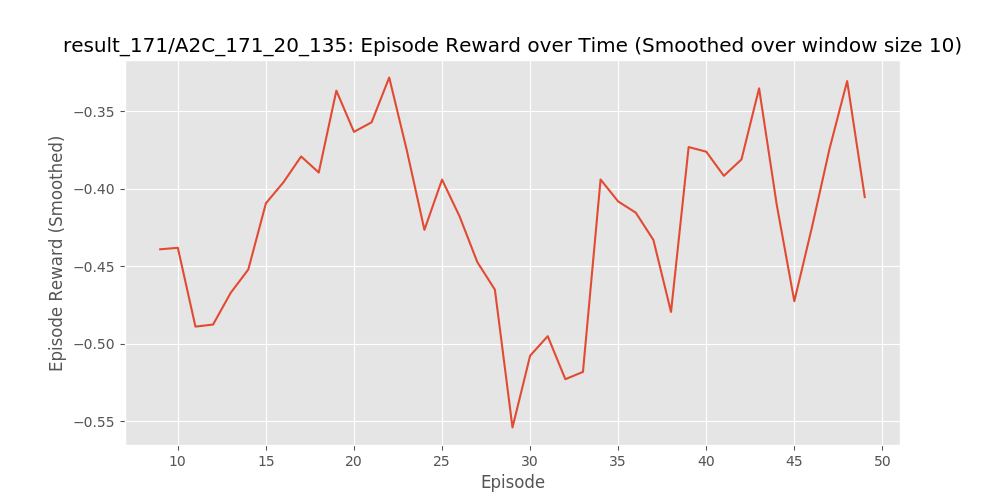 result_171/A2C_171_20_135: Episode Reward over Time (Smoothed over window size 10)
Episode Reward (Smoothed)
−0.35
−0.40
−0.45
−0.50
−0.55
10 15 20 25 30 35 40 45 50
Episode